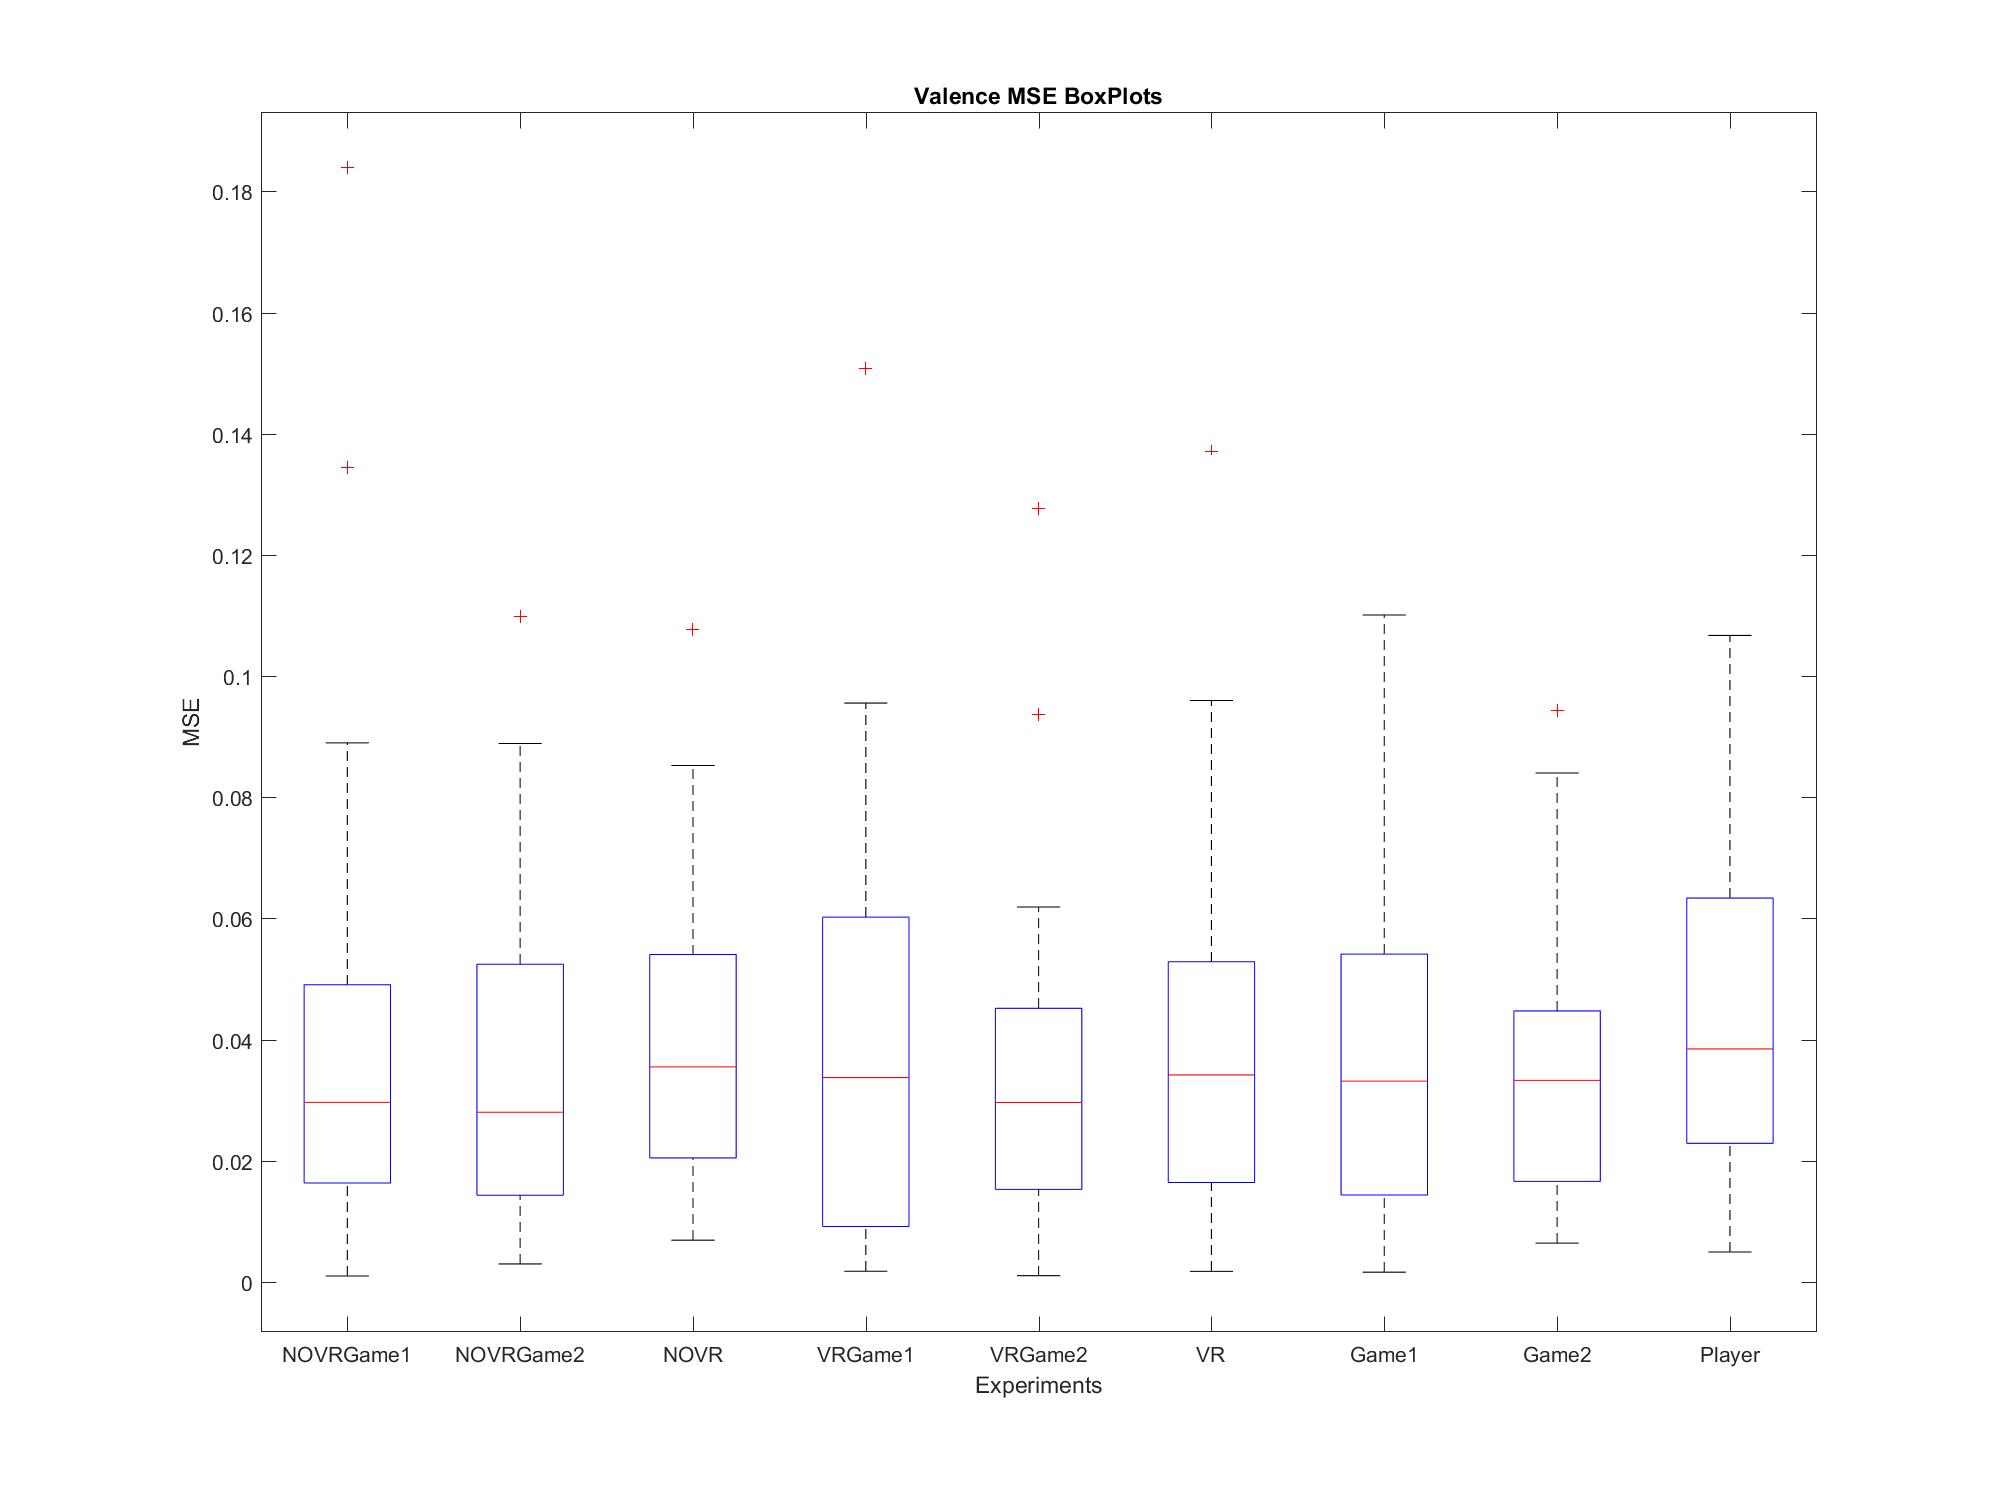 Valence MSE BoxPlots
0.18
0.16
0.14
0.12
0.1
0.08
0.06
0.04
0.02
0
MSE
NOVRGame1 NOVRGame2 NOVR VRGame1 VRGame2 VR Game1 Game2 Player
Experiments